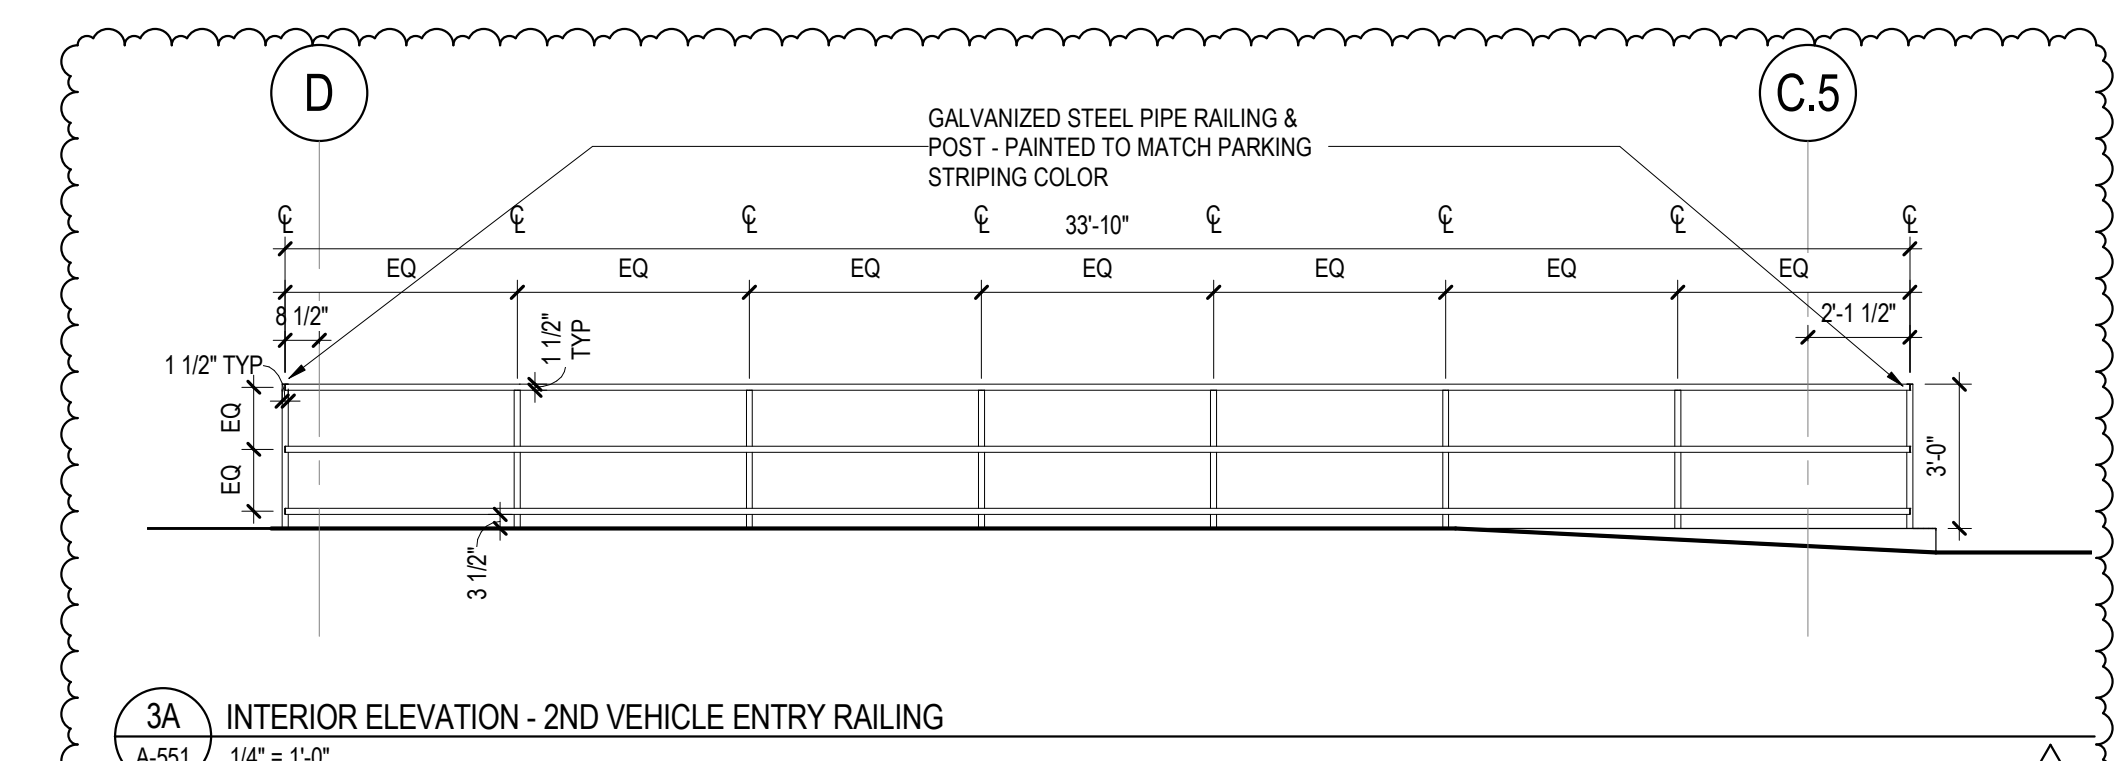 D
C.5
GALVANIZED STEEL PIPE RAILING &
POST - PAINTED TO MATCH PARKING
STRIPING COLOR
℄ ℄ ℄ ℄ 33'-10" ℄ ℄ ℄ ℄
EQ EQ EQ EQ EQ EQ EQ
8 1/2"
2'-1 1/2"
1 1/2"
TYP
1 1/2" TYP
EQ
EQ
3'-0"
3 1/2"
3A
INTERIOR ELEVATION - 2ND VEHICLE ENTRY RAILING
A-551
1/4" = 1'-0"